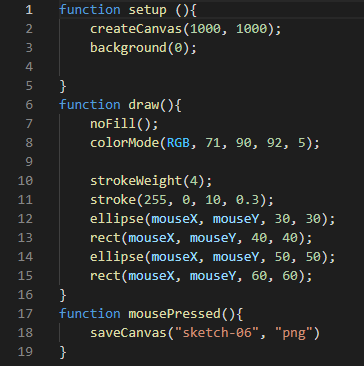 1 function setup (){
2 createCanvas(1000, 1000);
3 background(0);
4
5 }
6 function draw(){
7 noFill();
8 colorMode(RGB, 71, 90, 92, 5);
9
10 strokeWeight(4);
11 stroke(255, 0, 10, 0.3);
12 ellipse(mouseX, mouseY, 30, 30);
13 rect(mouseX, mouseY, 40, 40);
14 ellipse(mouseX, mouseY, 50, 50);
15 rect(mouseX, mouseY, 60, 60);
16 }
17 function mousePressed(){
18 saveCanvas("sketch-06", "png")
19 }